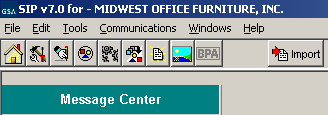 GSA SIP v7.0 for - MIDWEST OFFICE FURNITURE, INC.
File Edit Tools Communications Windows Help
BPA Import
Message Center